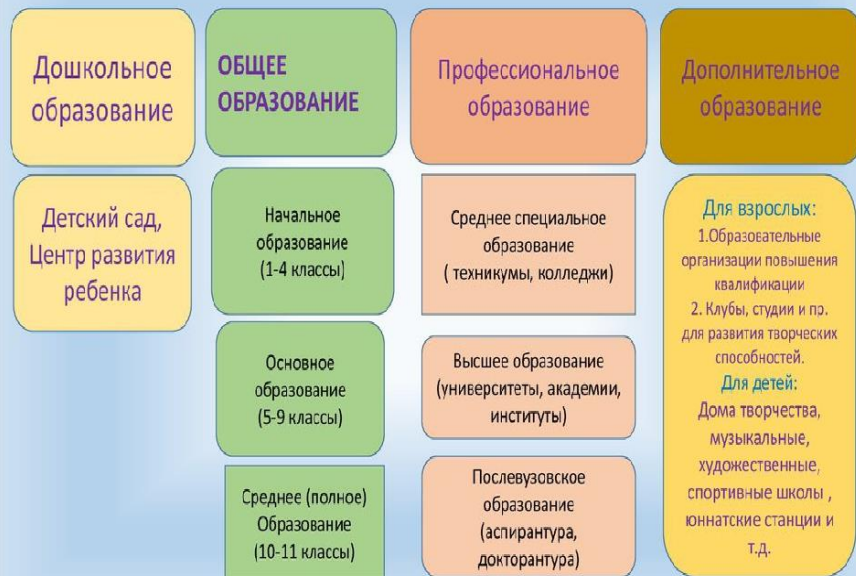 Дошкольное
образование
Детский сад,
Центр развития
ребенка
ОБЩЕЕ
ОБРАЗОВАНИЕ
Начальное
образование
(1-4 классы)
Основное
образование
(5-9 классы)
Среднее (полное)
Образование
(10-11 классы)
Профессиональное
образование
Среднее специальное
образование
( техникумы, колледжи)
Высшее образование
(университеты, академии,
институты)
Послевузовское
образование
(аспирантура,
докторантура)
Дополнительное
образование
Для взрослых:
1.Образовательные
организации повышения
квалификации
2. Клубы, студии и пр.
для развития творческих
способностей.
Для детей:
Дома творчества,
музыкальные,
художественные,
спортивные школы ,
юннатские станции и
т.д.